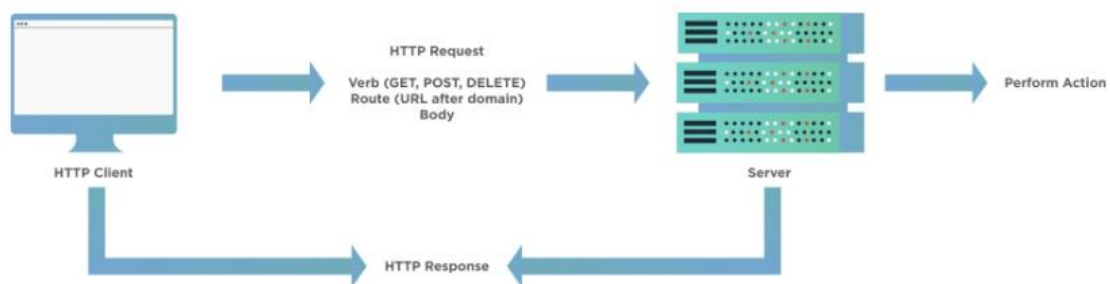 HTTP Request
Verb (GET, POST, DELETE)
Route (URL after domain)
Body
Perform Action
HTTP Client
Server
HTTP Response